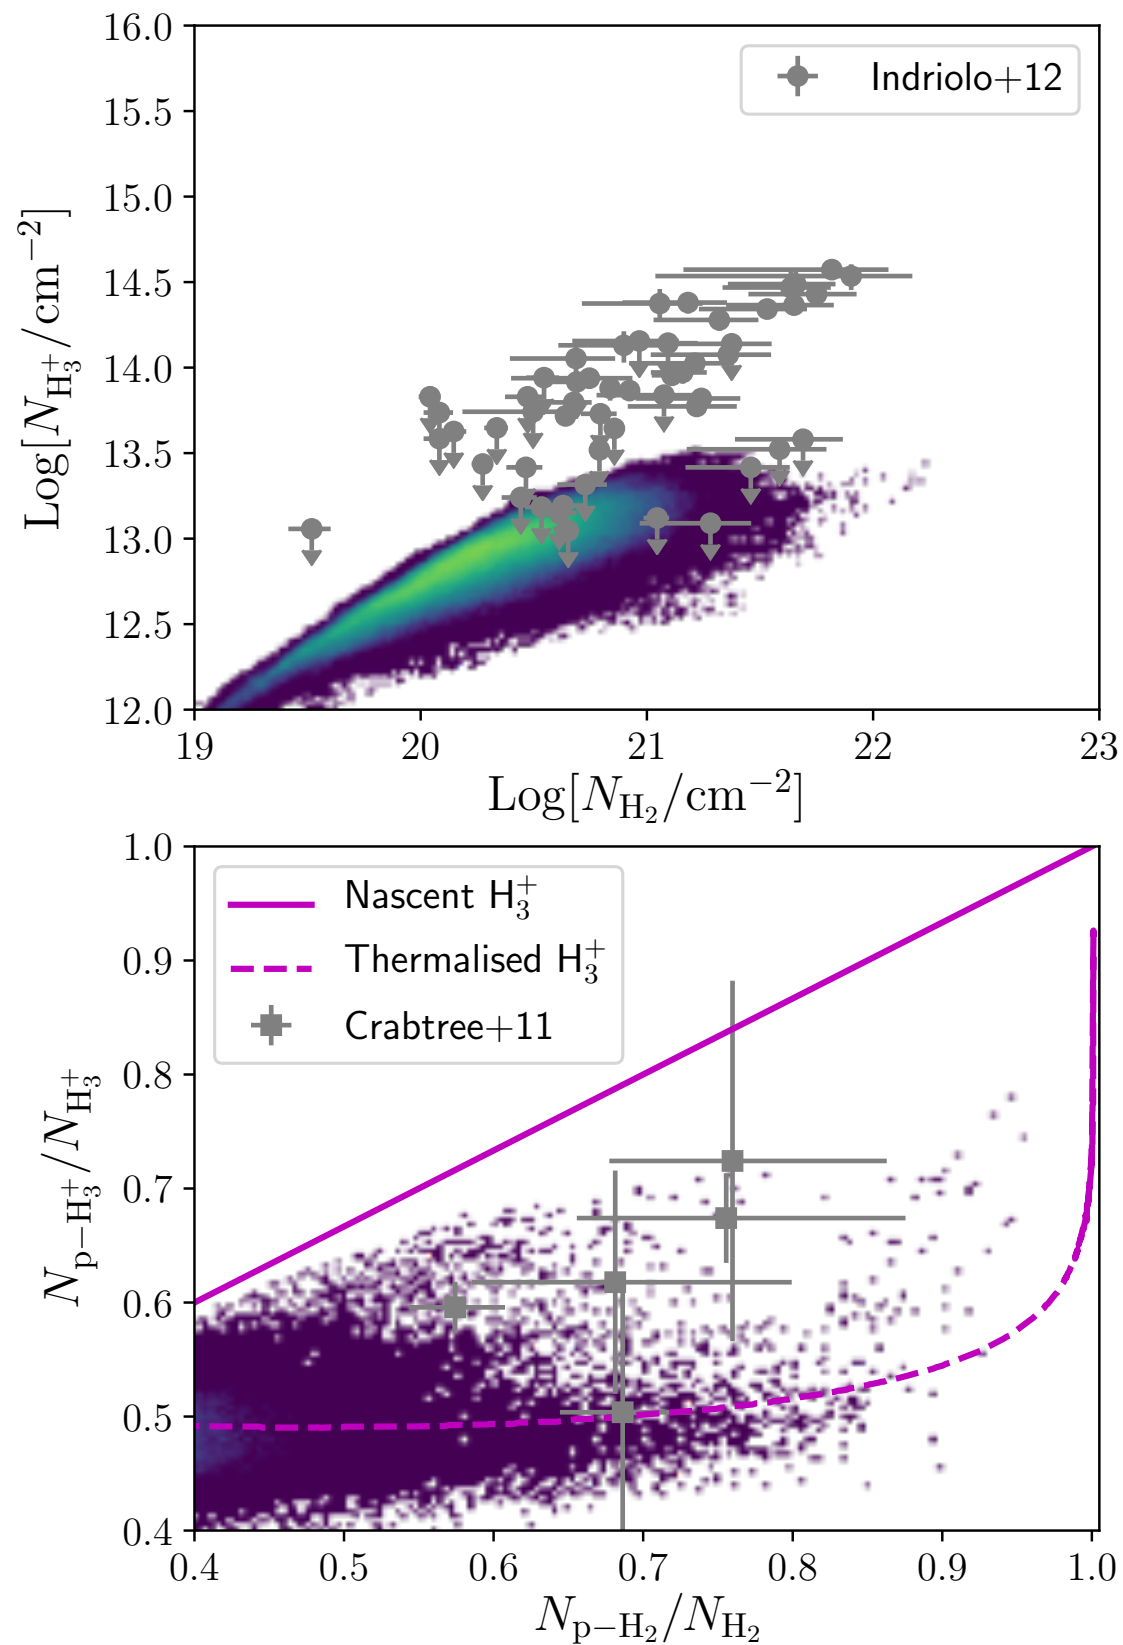 16.0
15.5
15.0
14.5
14.0
13.5
13.0
12.5
12.0
Log[N_{H_3^+}/cm^{-2}]
Indriolo+12
19 20 21 22 23
Log[N_{H_2}/cm^{-2}]
1.0
0.9
0.8
0.7
0.6
0.5
0.4
N_{p-H_3^+}/N_{H_3^+}
Nascent H_3^+
Thermalised H_3^+
Crabtree+11
0.4 0.5 0.6 0.7 0.8 0.9 1.0
N_{p-H_2}/N_{H_2}